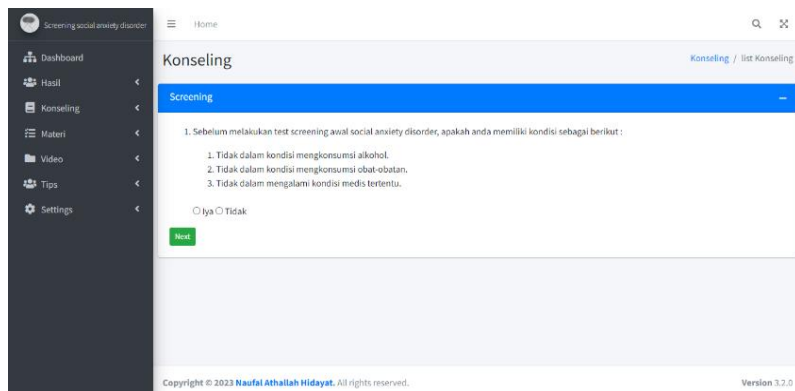 Screening social anxiety disorder
Home
Dashboard
Hasil
Konseling
Materi
Video
Tips
Settings
Konseling
Konseling / list Konseling
Screening
1. Sebelum melakukan test screening awal social anxiety disorder, apakah anda memiliki kondisi sebagai berikut :
1. Tidak dalam kondisi mengkonsumsi alkohol.
2. Tidak dalam kondisi mengkonsumsi obat-obatan.
3. Tidak dalam mengalami kondisi medis tertentu.
Iya Tidak
Next
Copyright © 2023 Naufal Athallah Hidayat. All rights reserved.
Version 3.2.0